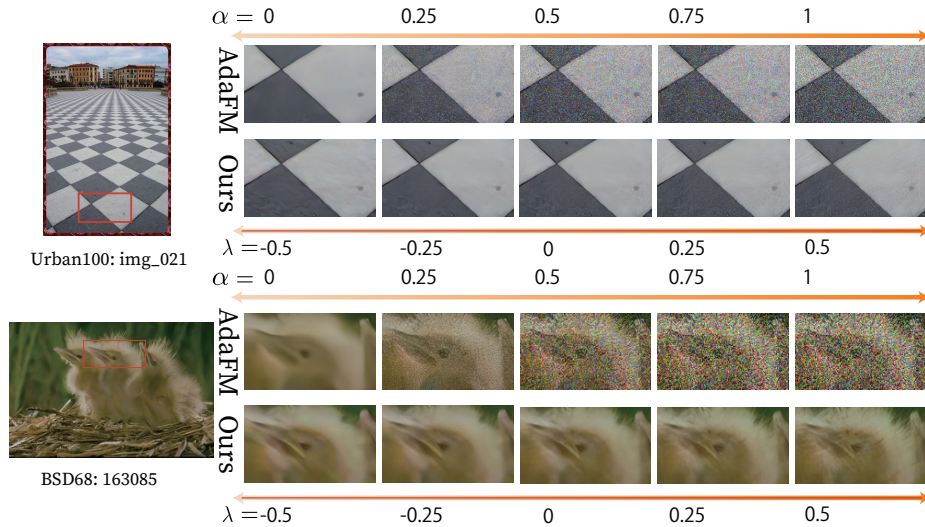 α = 0 0.25 0.5 0.75 1
AdaFM
Ours
λ = -0.5 -0.25 0 0.25 0.5
Urban100: img_021
α = 0 0.25 0.5 0.75 1
AdaFM
Ours
BSD68: 163085
λ = -0.5 -0.25 0 0.25 0.5